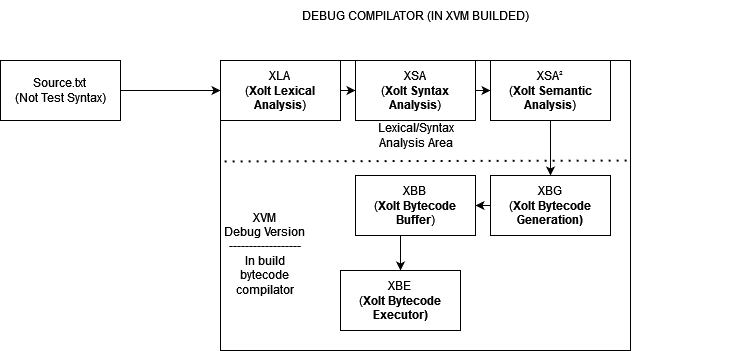 DEBUG COMPILATOR (IN XVM BUILDED)
Source.txt
(Not Test Syntax)
XLA
(Xolt Lexical
Analysis)
XSA
(Xolt Syntax
Analysis)
XSA²
(Xolt Semantic
Analysis)
Lexical/Syntax
Analysis Area
XBB
(Xolt Bytecode
Buffer)
XBG
(Xolt Bytecode
Generation)
XVM
Debug Version
------------------
In build
bytecode
compilator
XBE
(Xolt Bytecode
Executor)